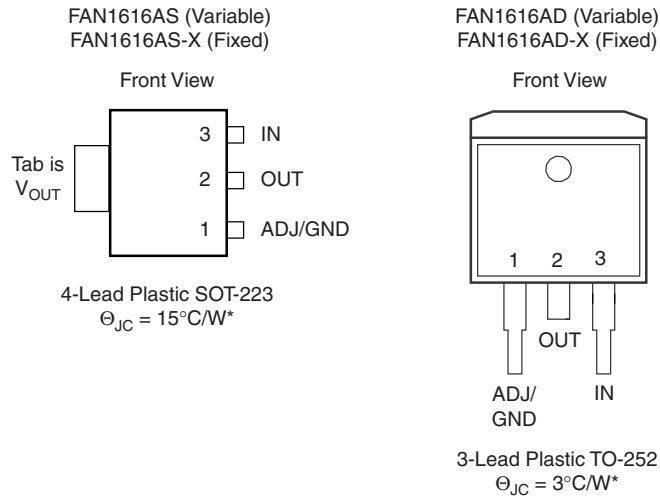 FAN1616AS (Variable)
FAN1616AS-X (Fixed)
Front View
3 IN
Tab is
VOUT
2 OUT
1 ADJ/GND
4-Lead Plastic SOT-223
ΘJC = 15°C/W*
FAN1616AD (Variable)
FAN1616AD-X (Fixed)
Front View
1 2 3
OUT
ADJ/
GND
IN
3-Lead Plastic TO-252
ΘJC = 3°C/W*